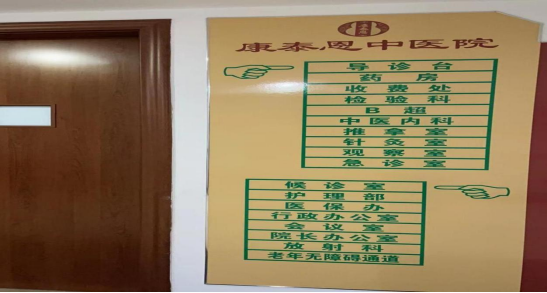 康泰恩中医院
导诊台
药房
收费处
检验科
B超
中医内科
推拿室
针灸室
观察室
急诊室
候诊室
护理部
医保办
行政办公室
会议室
院长办公室
放射科
老年无障碍通道